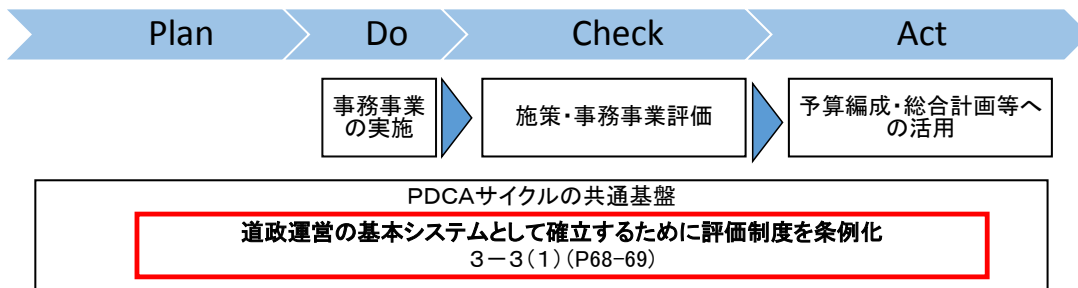 Plan Do Check Act
事務事業
の実施
施策・事務事業評価
予算編成・総合計画等へ
の活用
PDCAサイクルの共通基盤
道政運営の基本システムとして確立するために評価制度を条例化
3-3(1)(P68-69)